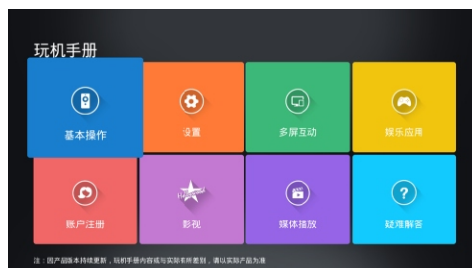 玩机手册
基本操作
设置
多屏互动
娱乐应用
账户注册
影视
媒体播放
疑难解答
注：因产品版本持续更新，玩机手册内容或与实际有所差别，请以实际产品为准